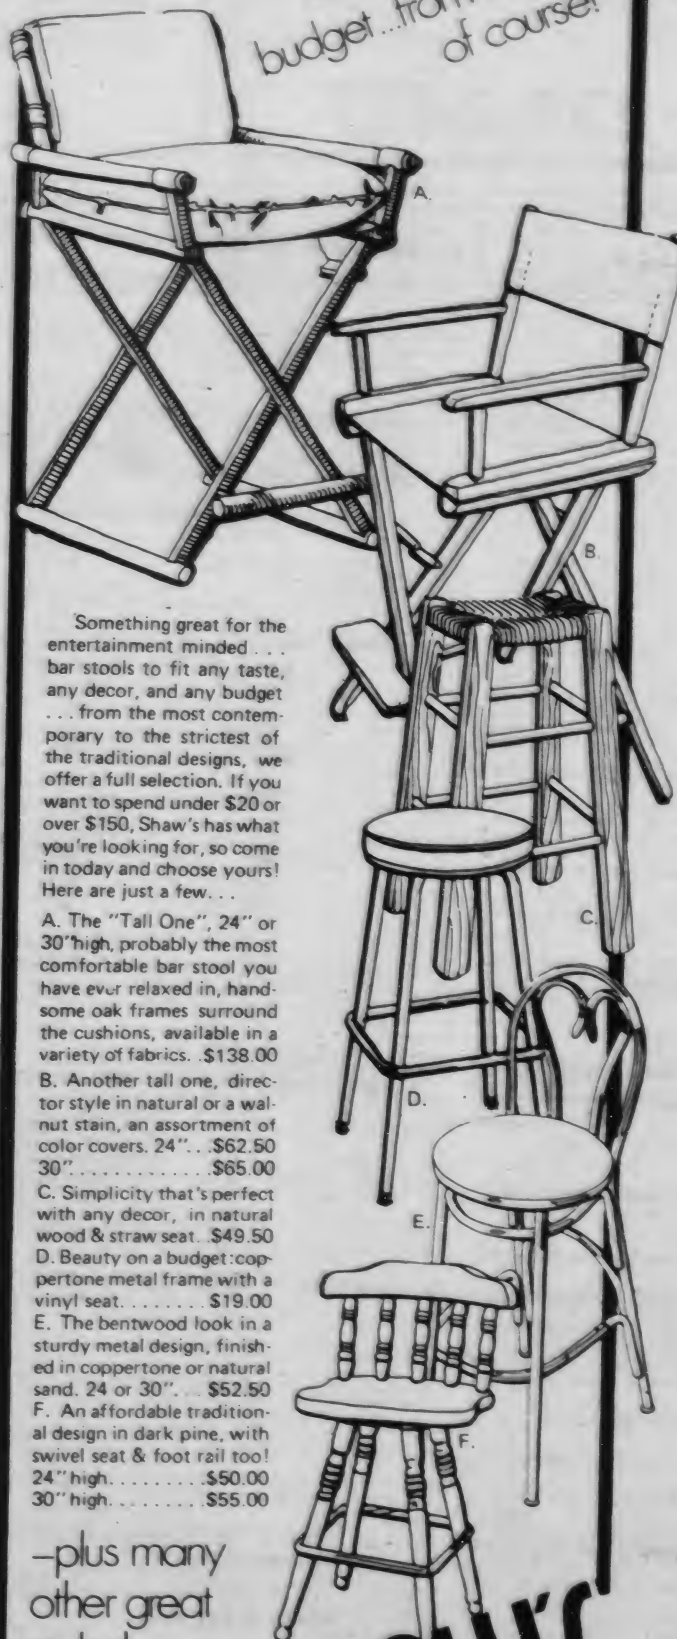 budget...from
of course!
A.
B.
C.
D.
E.
F.
Something great for the
entertainment minded . . .
bar stools to fit any taste,
any decor, and any budget
. . . from the most contem-
porary to the strictest of
the traditional designs, we
offer a full selection. If you
want to spend under $20 or
over $150, Shaw's has what
you're looking for, so come
in today and choose yours!
Here are just a few. . .
A. The "Tall One", 24" or
30"high, probably the most
comfortable bar stool you
have ever relaxed in, hand-
some oak frames surround
the cushions, available in a
variety of fabrics. .$138.00
B. Another tall one, direc-
tor style in natural or a wal-
nut stain, an assortment of
color covers. 24". . .$62.50
30". . . . . . . . . . . . .$65.00
C. Simplicity that's perfect
with any decor, in natural
wood & straw seat. .$49.50
D. Beauty on a budget:cop-
pertone metal frame with a
vinyl seat. . . . . . . . $19.00
E. The bentwood look in a
sturdy metal design, finish-
ed in coppertone or natural
sand. 24 or 30". . . $52.50
F. An affordable tradition-
al design in dark pine, with
swivel seat & foot rail too!
24" high. . . . . . . . .$50.00
30" high. . . . . . . . .$55.00
–plus many
other great